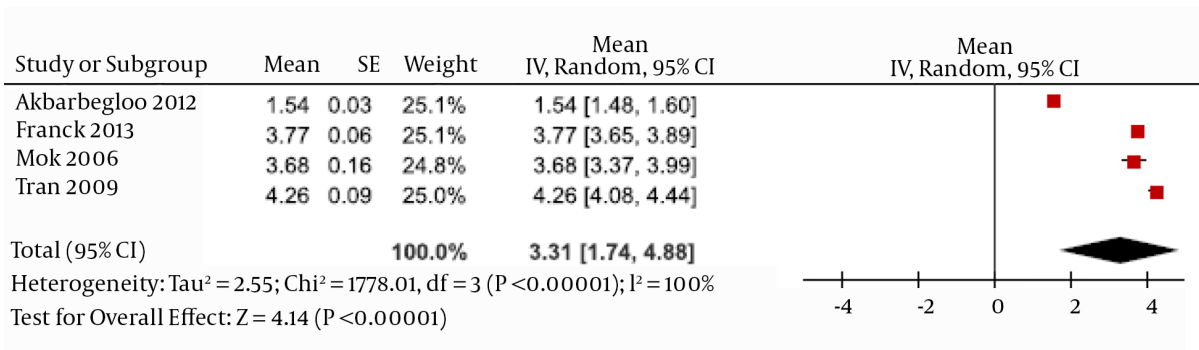 Mean Mean
Study or Subgroup Mean SE Weight IV, Random, 95% CI IV, Random, 95% CI
Akbarbegloo 2012 1.54 0.03 25.1% 1.54 [1.48, 1.60]
Franck 2013 3.77 0.06 25.1% 3.77 [3.65, 3.89]
Mok 2006 3.68 0.16 24.8% 3.68 [3.37, 3.99]
Tran 2009 4.26 0.09 25.0% 4.26 [4.08, 4.44]
Total (95% CI) 100.0% 3.31 [1.74, 4.88]
Heterogeneity: Tau² = 2.55; Chi² = 1778.01, df = 3 (P <0.00001); l² = 100%
-4 -2 0 2 4
Test for Overall Effect: Z = 4.14 (P <0.00001)